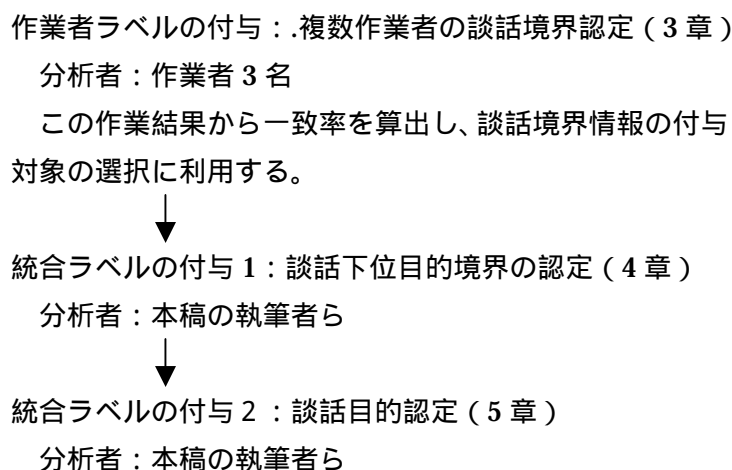 作業者ラベルの付与：.複数作業者の談話境界認定（3 章）
分析者：作業者 3 名
この作業結果から一致率を算出し、談話境界情報の付与
対象の選択に利用する。
統合ラベルの付与 1：談話下位目的境界の認定（4 章）
分析者：本稿の執筆者ら
統合ラベルの付与２：談話目的認定（5 章）
分析者：本稿の執筆者ら